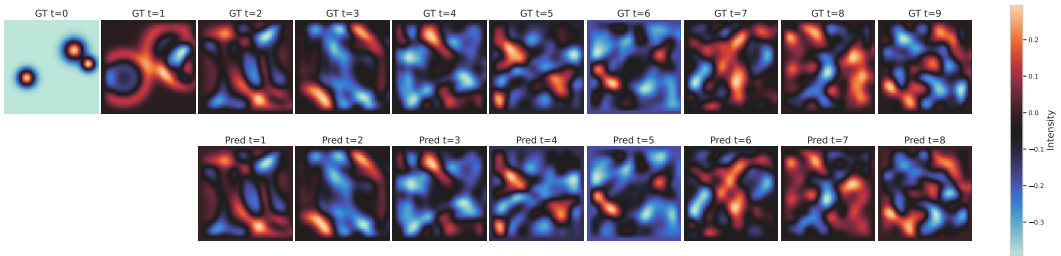 GT t=0 GT t=1 GT t=2 GT t=3 GT t=4 GT t=5 GT t=6 GT t=7 GT t=8 GT t=9
Pred t=1 Pred t=2 Pred t=3 Pred t=4 Pred t=5 Pred t=6 Pred t=7 Pred t=8
0.2
0.1
0.0
−0.1
−0.2
−0.3
Intensity